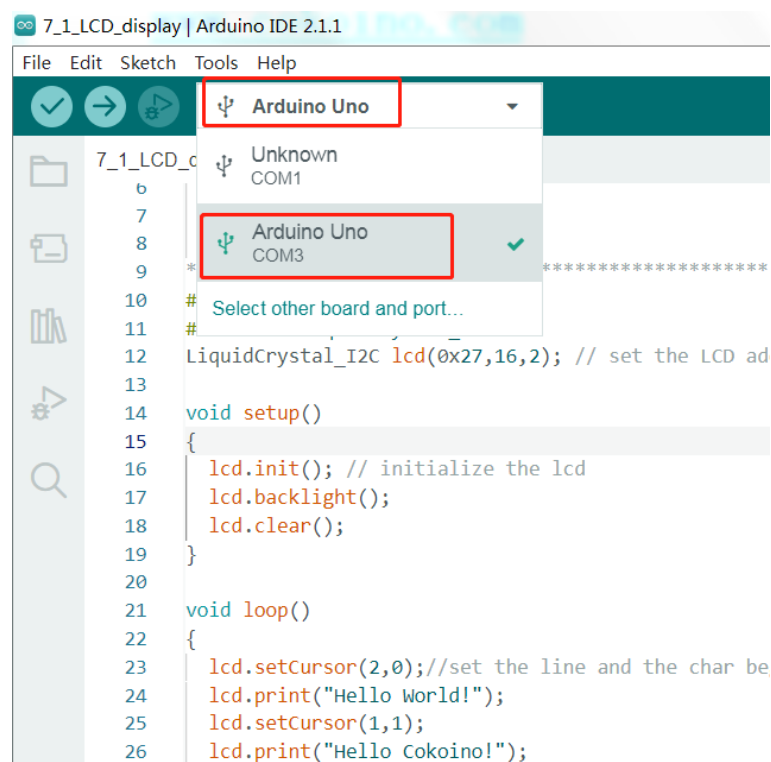 7_1_LCD_display | Arduino IDE 2.1.1
File Edit Sketch Tools Help
Arduino Uno
7_1_LCD_
Unknown
COM1
Arduino Uno
COM3
Select other board and port...
6
7
8
9 * *********************
10 #
11 #
12 LiquidCrystal_I2C lcd(0x27,16,2); // set the LCD ad
13
14 void setup()
15 {
16 lcd.init(); // initialize the lcd
17 lcd.backlight();
18 lcd.clear();
19 }
20
21 void loop()
22 {
23 lcd.setCursor(2,0);//set the line and the char be
24 lcd.print("Hello World!");
25 lcd.setCursor(1,1);
26 lcd.print("Hello Cokoino!");